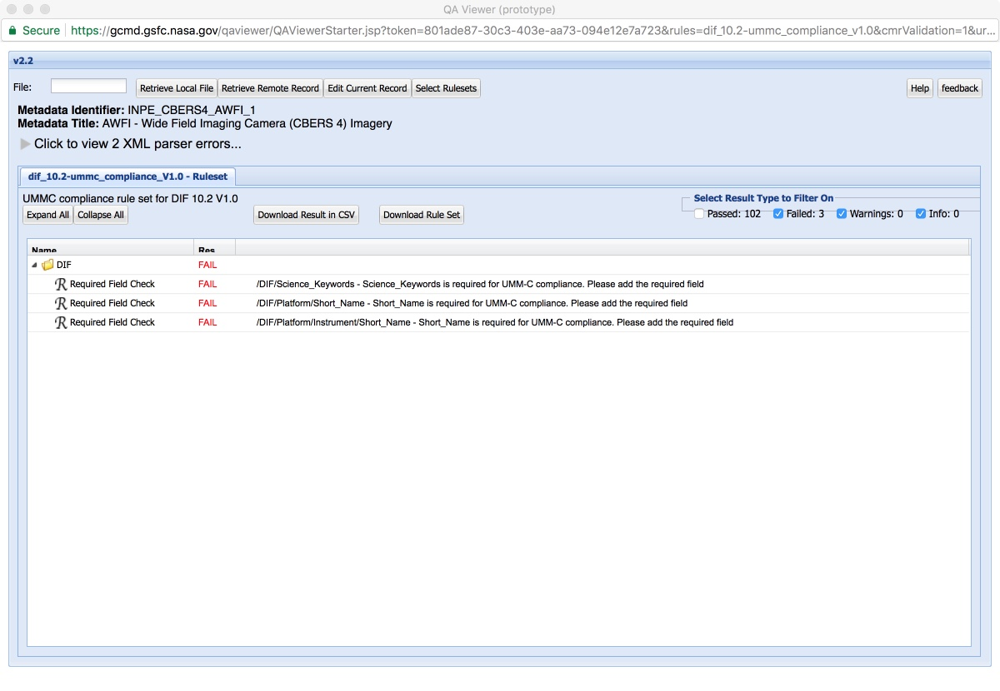 QA Viewer (prototype)
Secure https://gcmd.gsfc.nasa.gov/qaviewer/QAViewerStarter.jsp?token=801ade87-30c3-403e-aa73-094e12e7a723&rules=dif_10.2-ummc_compliance_v1.0&cmrValidation=1&ur...
v2.2
File: Retrieve Local File Retrieve Remote Record Edit Current Record Select Rulesets Help feedback
Metadata Identifier: INPE_CBERS4_AWFI_1
Metadata Title: AWFI - Wide Field Imaging Camera (CBERS 4) Imagery
Click to view 2 XML parser errors...
dif_10.2-ummc_compliance_V1.0 - Ruleset
UMMC compliance rule set for DIF 10.2 V1.0 Select Result Type to Filter On
Expand All Collapse All Download Result in CSV Download Rule Set Passed: 102 Failed: 3 Warnings: 0 Info: 0
Name Res
DIF FAIL
R Required Field Check FAIL /DIF/Science_Keywords - Science_Keywords is required for UMM-C compliance. Please add the required field
R Required Field Check FAIL /DIF/Platform/Short_Name - Short_Name is required for UMM-C compliance. Please add the required field
R Required Field Check FAIL /DIF/Platform/Instrument/Short_Name - Short_Name is required for UMM-C compliance. Please add the required field